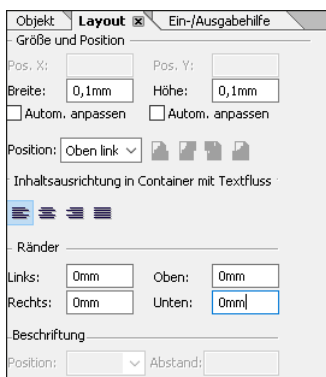 Objekt Layout Ein-/Ausgabehilfe
Größe und Position
Pos. X: Pos. Y:
Breite: 0,1mm Höhe: 0,1mm
Autom. anpassen Autom. anpassen
Position: Oben link
Inhaltsausrichtung in Container mit Textfluss
Ränder
Links: 0mm Oben: 0mm
Rechts: 0mm Unten: 0mm
Beschriftung
Position: Abstand: